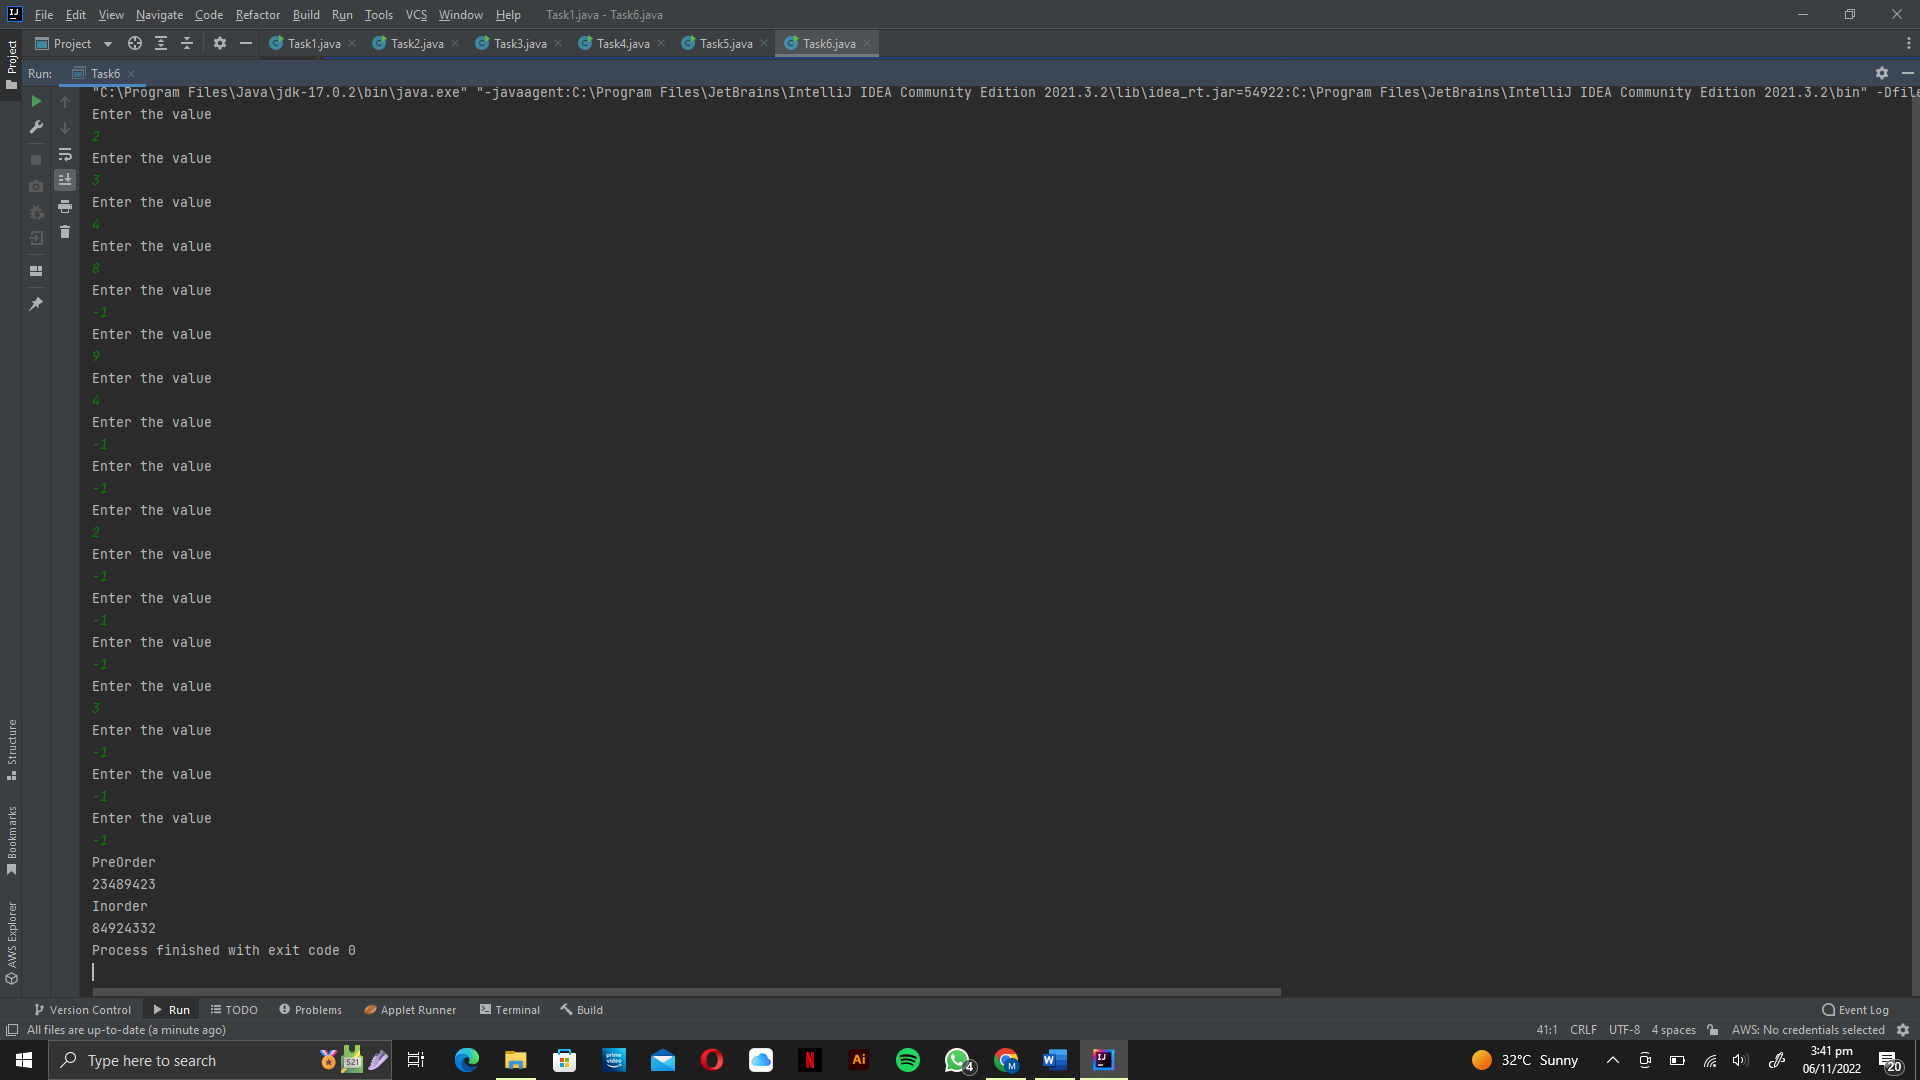 File Edit View Navigate Code Refactor Build Run Tools VCS Window Help Task1.java - Task6.java
Project Task1.java Task2.java Task3.java Task4.java Task5.java Task6.java
Project
Run: Task6
"C:\Program Files\Java\jdk-17.0.2\bin\java.exe" "-javaagent:C:\Program Files\JetBrains\IntelliJ IDEA Community Edition 2021.3.2\lib\idea_rt.jar=54922:C:\Program Files\JetBrains\IntelliJ IDEA Community Edition 2021.3.2\bin" -Dfile
Enter the value
2
Enter the value
3
Enter the value
4
Enter the value
8
Enter the value
-1
Enter the value
9
Enter the value
4
Enter the value
-1
Enter the value
-1
Enter the value
2
Enter the value
-1
Enter the value
-1
Enter the value
-1
Enter the value
3
Enter the value
-1
Enter the value
-1
Enter the value
-1
PreOrder
23489423
Inorder
84924332
Process finished with exit code 0
Structure
Bookmarks
AWS Explorer
Version Control Run TODO Problems Applet Runner Terminal Build Event Log
All files are up-to-date (a minute ago) 41:1 CRLF UTF-8 4 spaces AWS: No credentials selected
Type here to search 32°C Sunny 3:41 pm
06/11/2022
IJ
521
prime video
N
Ai
4
M
W
IJ
20